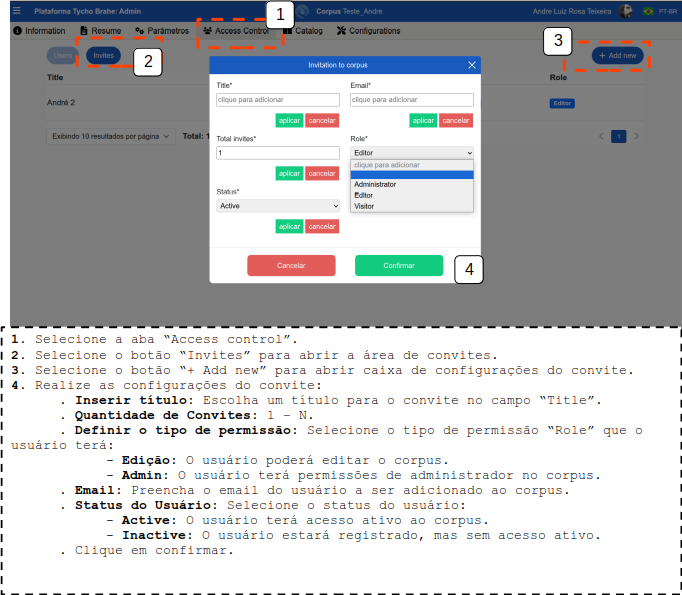 1
Plataforma Tycho Brahe: Admin
Corpus Teste_Andre
Andre Luiz Rosa Teixeira
PT-BR
Information
Resume
Parâmetros
Access Control
Catalog
Configurations
Users
Invites
2
3
+ Add new
Title
Role
André 2
Editor
Exibindo 10 resultados por página
Total: 1
1
Invitation to corpus
Title*
Email*
clique para adicionar
clique para adicionar
aplicar cancelar
aplicar cancelar
Total invites*
Role*
1
Editor
aplicar cancelar
clique para adicionar
Administrator
Editor
Visitor
Status*
Active
aplicar cancelar
Cancelar
Confirmar
4
1. Selecione a aba “Access control”.
2. Selecione o botão “Invites” para abrir a área de convites.
3. Selecione o botão “+ Add new” para abrir caixa de configurações do convite.
4. Realize as configurações do convite:
. Inserir título: Escolha um título para o convite no campo “Title”.
. Quantidade de Convites: 1 – N.
. Definir o tipo de permissão: Selecione o tipo de permissão “Role” que o
usuário terá:
- Edição: O usuário poderá editar o corpus.
- Admin: O usuário terá permissões de administrador no corpus.
. Email: Preencha o email do usuário a ser adicionado ao corpus.
. Status do Usuário: Selecione o status do usuário:
- Active: O usuário terá acesso ativo ao corpus.
- Inactive: O usuário estará registrado, mas sem acesso ativo.
. Clique em confirmar.